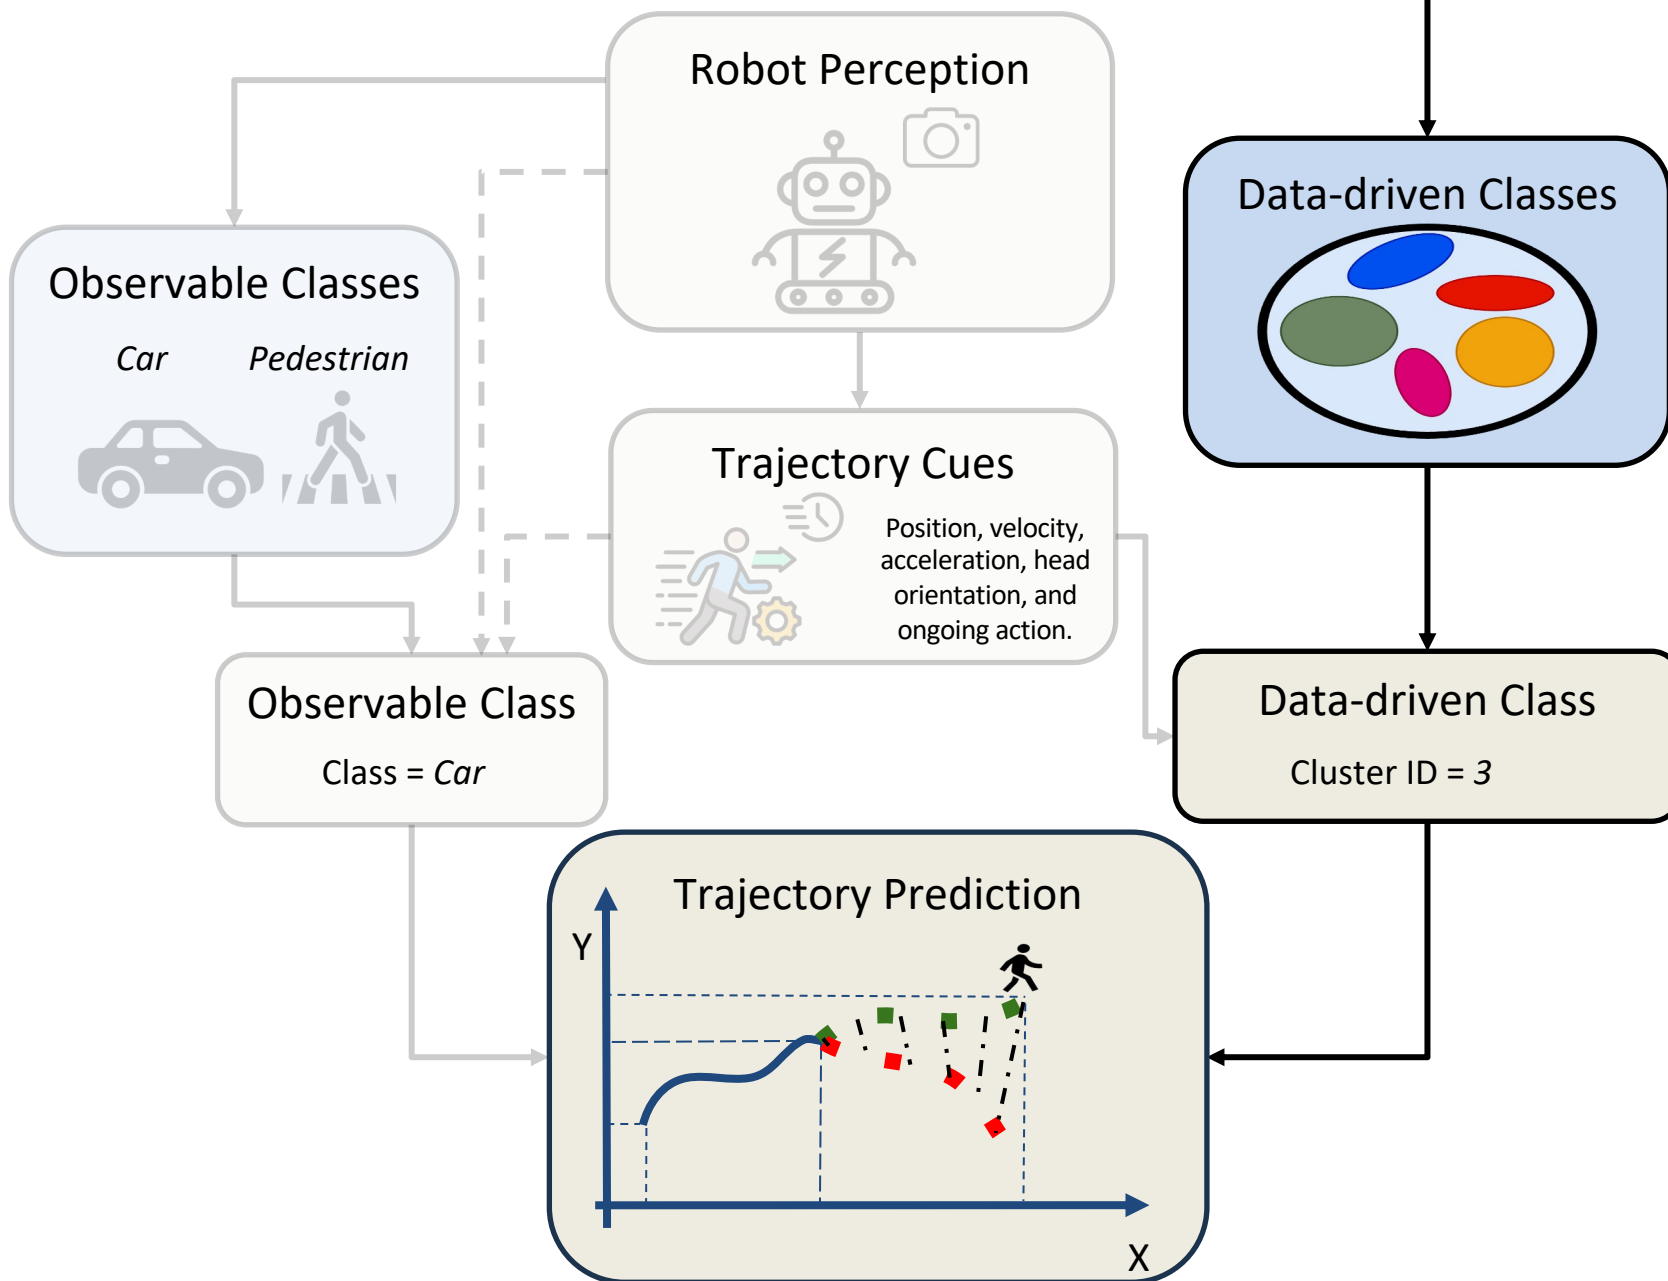 Robot Perception
Data-driven Classes
Observable Classes
Car
Pedestrian
Trajectory Cues
Position, velocity,
acceleration, head
orientation, and
ongoing action.
Observable Class
Class = Car
Data-driven Class
Cluster ID = 3
Trajectory Prediction
Y
X